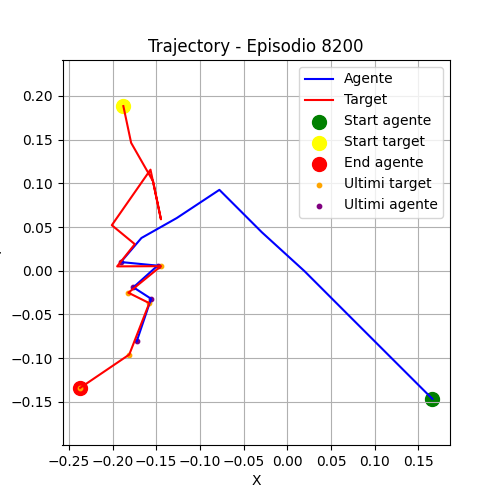 Trajectory - Episodio 8200
Agente
Target
Start agente
Start target
End agente
Ultimi target
Ultimi agente
0.20
0.15
0.10
0.05
0.00
−0.05
−0.10
−0.15
−0.25 −0.20 −0.15 −0.10 −0.05 0.00 0.05 0.10 0.15
X